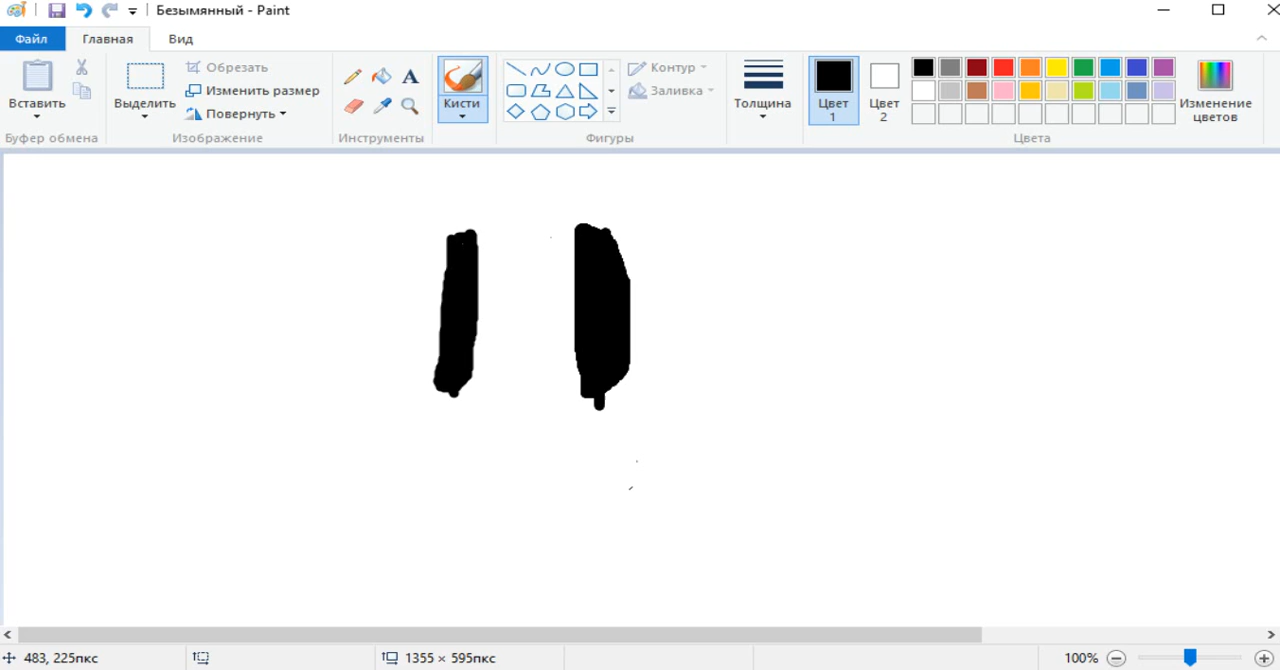 Безымянный - Paint
Файл
Главная
Вид
Вставить
Буфер обмена
Выделить
Обрезать
Изменить размер
Повернуть
Изображение
A
Инструменты
Кисти
Фигуры
Контур
Заливка
Толщина
Цвет
1
Цвет
2
Изменение
цветов
Цвета
483, 225пкс
1355 × 595пкс
100%